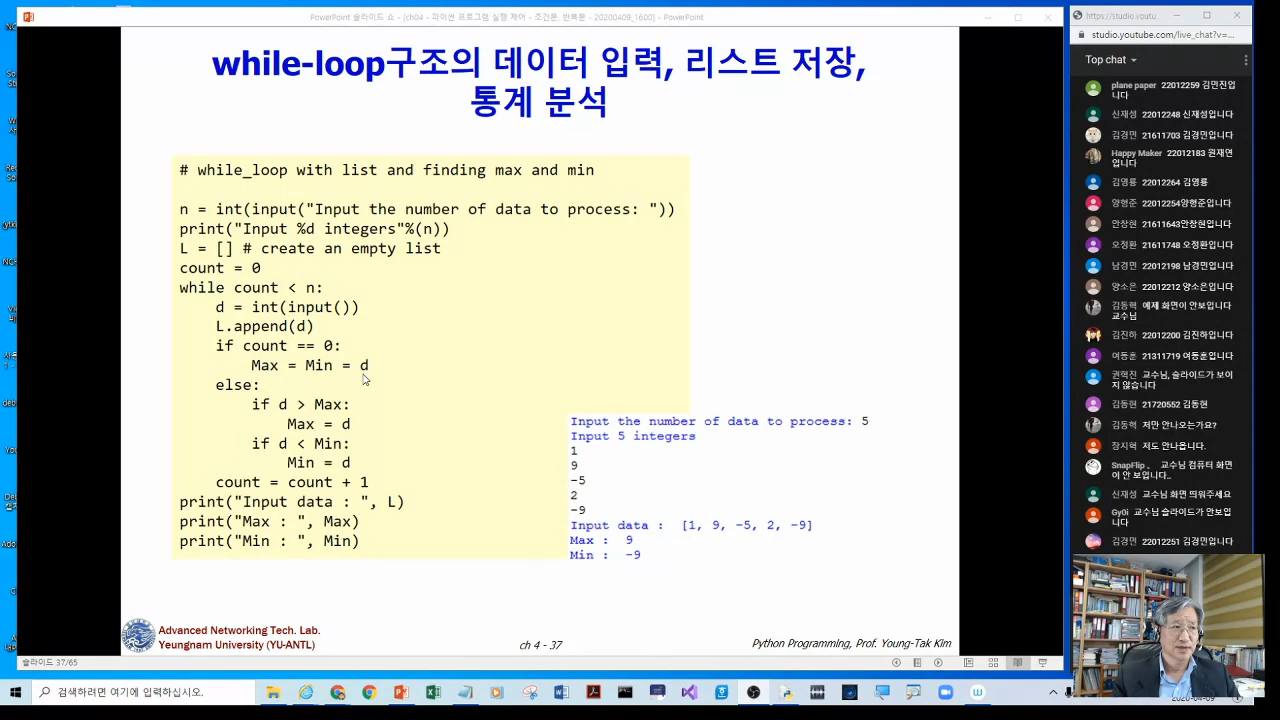 PowerPoint 슬라이드 쇼 - [ch04 - 파이썬 프로그램 실행 제어 - 조건문, 반복문 - 20200409_1600] - PowerPoint
while-loop구조의 데이터 입력, 리스트 저장,
통계 분석
# while_loop with list and finding max and min
n = int(input("Input the number of data to process: "))
print("Input %d integers"%(n))
L = [] # create an empty list
count = 0
while count < n:
    d = int(input())
    L.append(d)
    if count == 0:
        Max = Min = d
    else:
        if d > Max:
            Max = d
        if d < Min:
            Min = d
    count = count + 1
print("Input data : ", L)
print("Max : ", Max)
print("Min : ", Min)
Input the number of data to process: 5
Input 5 integers
1
9
-5
2
-9
Input data :  [1, 9, -5, 2, -9]
Max :  9
Min :  -9
Advanced Networking Tech. Lab.
Yeungnam University (YU-ANTL)
ch 4 - 37
Python Programming, Prof. Young-Tak Kim
슬라이드 37/65
https://studio.youtu...
studio.youtube.com/live_chat?v=...
Top chat
plane paper 22012259 김민진입
니다
신재성 22012248 신재성입니다
김경민 21611703 김경민입니다
Happy Maker 22012183 원재연
입니다
김영룡 22012264 김영룡
양형준 22012254양형준입니다
안창현 21611643안창현입니다
오정환 21611748 오정환입니다
남경민 22012198 남경민입니다
양소은 22012212 양소은입니다
김동혁 예제 화면이 안보입니다
교수님
김진하 22012200 김진하입니다
여동훈 21311719 여동훈입니다
권혁진 교수님, 슬라이드가 보이
지 않습니다
김동현 21720552 김동현
김동혁 저만 안나오는가요?
장지혁 저도 안나옵니다.
SnapFlip _ 교수님 컴퓨터 화면
이 안 보입니다..
신재성 교수님 화면 띄워주세요
Gy0i 교수님 슬라이드가 안보입
니다
김경민 22012251 김경민입니다
검색하려면 여기에 입력하십시오.
2020-04-09